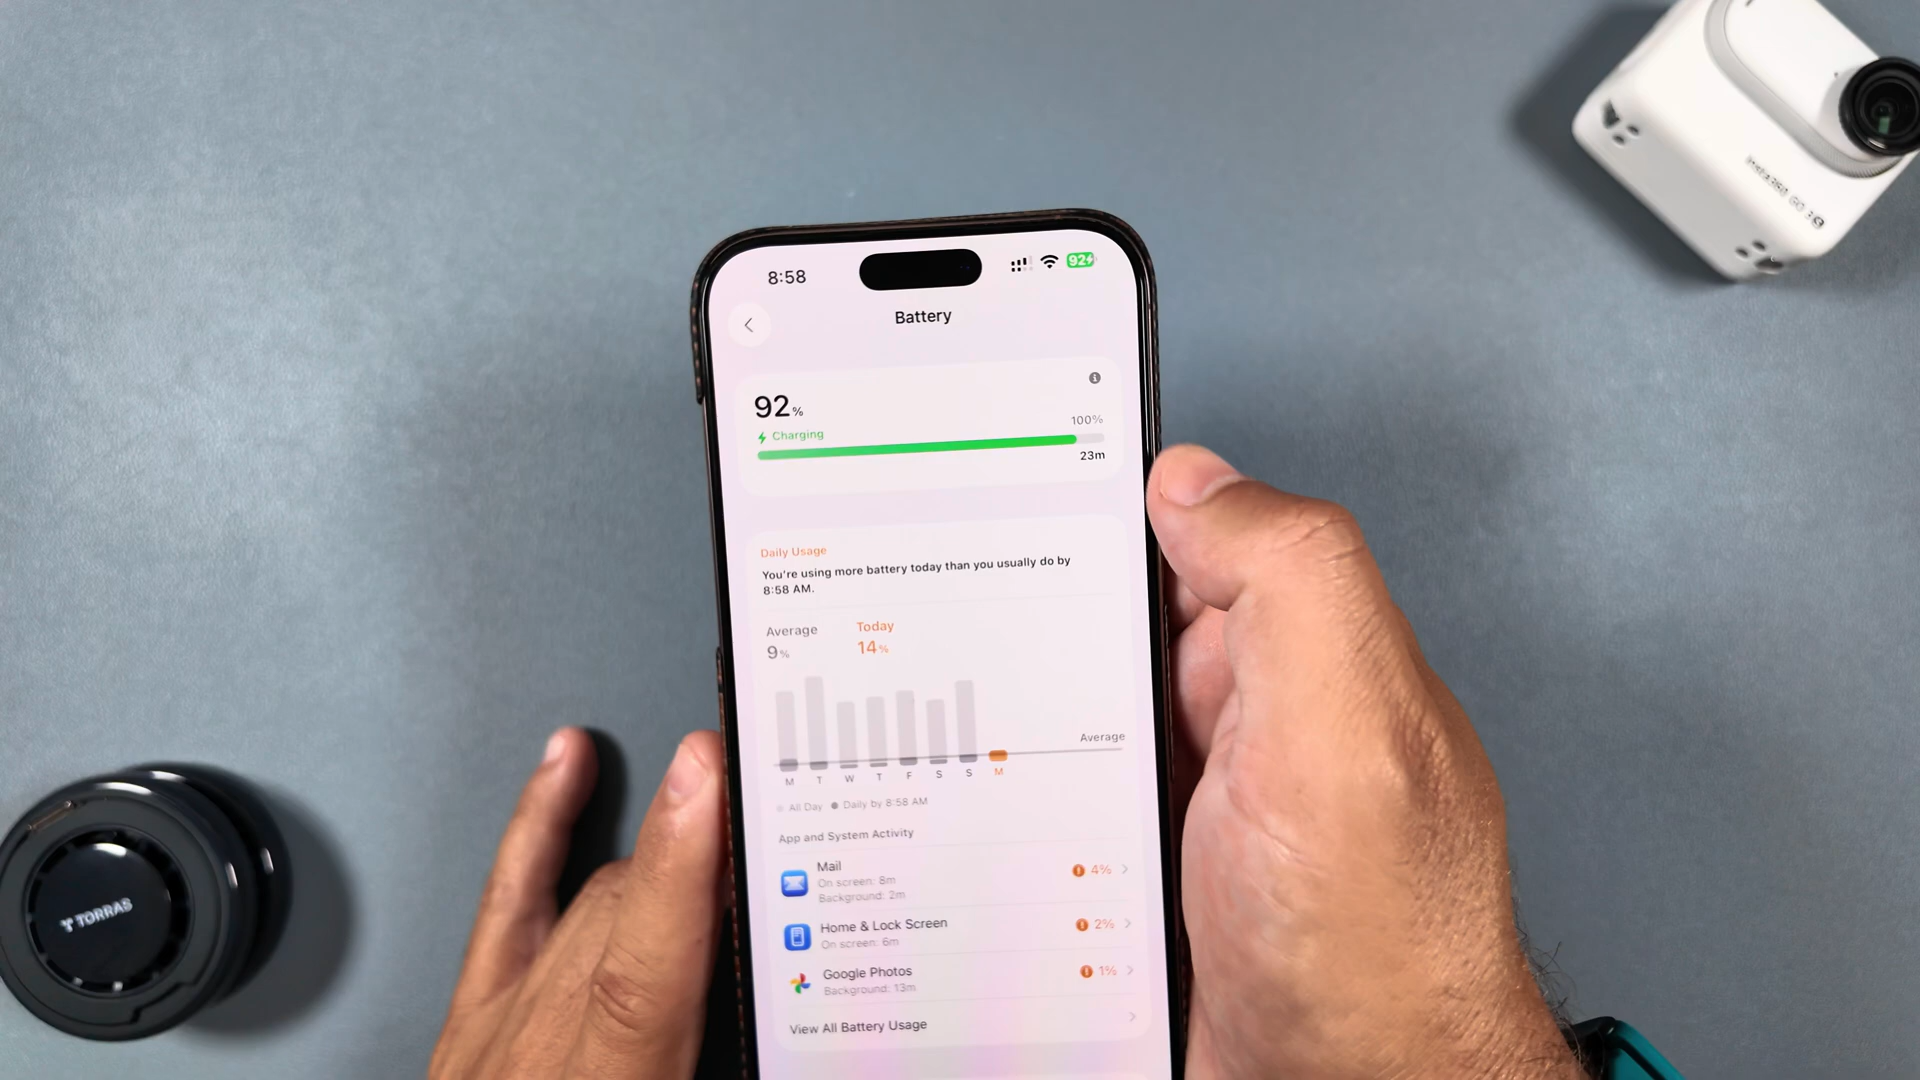 8:58
92
Battery
92%
Charging
100%
23m
Daily Usage
You're using more battery today than you usually do by
8:58 AM.
Average
Today
9%
14%
Average
M T W T F S S M
All Day
Daily by 8:58 AM
App and System Activity
Mail
On screen: 8m
Background: 2m
4%
Home & Lock Screen
On screen: 6m
2%
Google Photos
Background: 13m
1%
View All Battery Usage
TORRAS
Insta360 GO 3S